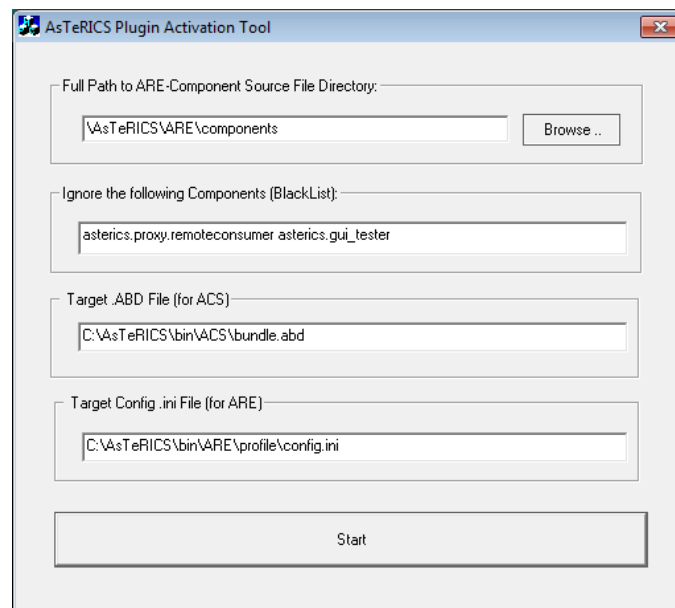 AsTeRICS Plugin Activation Tool
Full Path to ARE-Component Source File Directory:
\AsTeRICS\ARE\components
Browse ..
Ignore the following Components (BlackList):
asterics.proxy.remoteconsumer asterics.gui_tester
Target .ABD File (for ACS)
C:\AsTeRICS\bin\ACS\bundle.abd
Target Config .ini File (for ARE)
C:\AsTeRICS\bin\ARE\profile\config.ini
Start